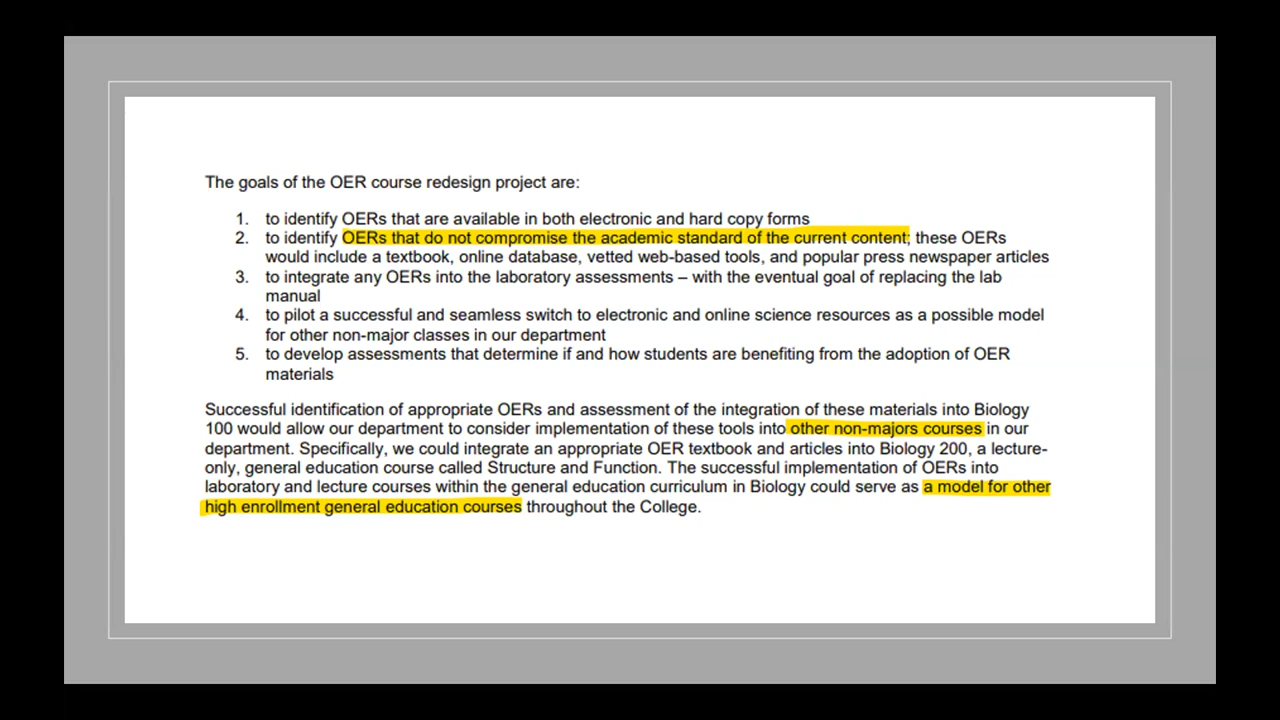 The goals of the OER course redesign project are:
1. to identify OERs that are available in both electronic and hard copy forms
2. to identify OERs that do not compromise the academic standard of the current content; these OERs
would include a textbook, online database, vetted web-based tools, and popular press newspaper articles
3. to integrate any OERs into the laboratory assessments – with the eventual goal of replacing the lab
manual
4. to pilot a successful and seamless switch to electronic and online science resources as a possible model
for other non-major classes in our department
5. to develop assessments that determine if and how students are benefiting from the adoption of OER
materials
Successful identification of appropriate OERs and assessment of the integration of these materials into Biology
100 would allow our department to consider implementation of these tools into other non-majors courses in our
department. Specifically, we could integrate an appropriate OER textbook and articles into Biology 200, a lecture-
only, general education course called Structure and Function. The successful implementation of OERs into
laboratory and lecture courses within the general education curriculum in Biology could serve as a model for other
high enrollment general education courses throughout the College.